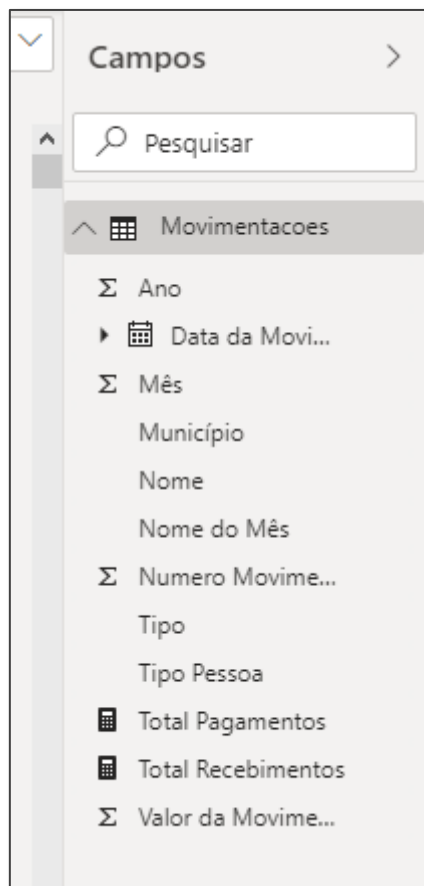 Campos
Pesquisar
Movimentacoes
Σ Ano
Data da Movi...
Σ Mês
Município
Nome
Nome do Mês
Σ Numero Movime...
Tipo
Tipo Pessoa
Total Pagamentos
Total Recebimentos
Σ Valor da Movime...